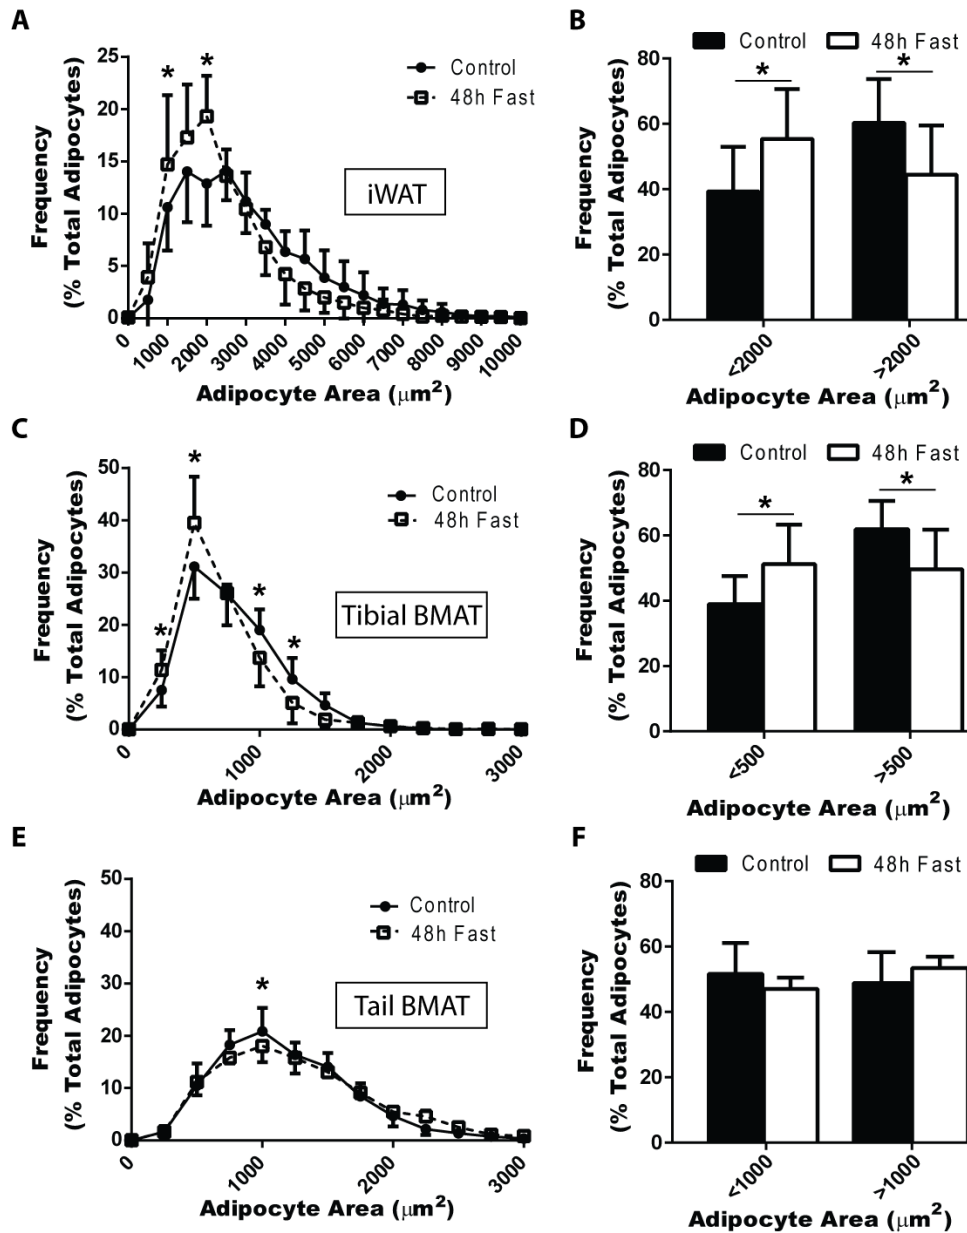 A
Frequency
(% Total Adipocytes)
25
20
15
10
5
0
* *
Control
48h Fast
iWAT
0 1000 2000 3000 4000 5000 6000 7000 8000 9000 10000
Adipocyte Area (μm²)
B
Control 48h Fast
Frequency
(% Total Adipocytes)
80
60
40
20
0
* *
<2000 >2000
Adipocyte Area (μm²)
C
Frequency
(% Total Adipocytes)
50
40
30
20
10
0
* * * *
Control
48h Fast
Tibial BMAT
0 1000 2000 3000
Adipocyte Area (μm²)
D
Control 48h Fast
Frequency
(% Total Adipocytes)
80
60
40
20
0
* *
<500 >500
Adipocyte Area (μm²)
E
Frequency
(% Total Adipocytes)
50
40
30
20
10
0
*
Control
48h Fast
Tail BMAT
0 1000 2000 3000
Adipocyte Area (μm²)
F
Control 48h Fast
Frequency
(% Total Adipocytes)
80
60
40
20
0
<1000 >1000
Adipocyte Area (μm²)